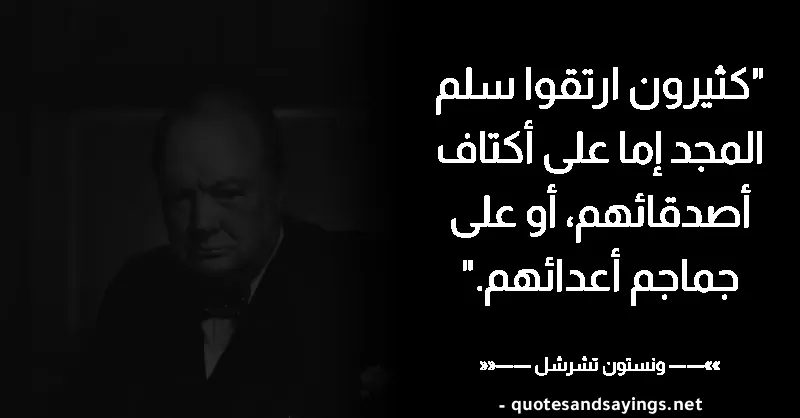 "كثيرون ارتقوا سلم
المجد إما على أكتاف
أصدقائهم، أو على
جماجم أعدائهم."
»»—— ونستون تشرشل ——««
- quotesandsayings.net